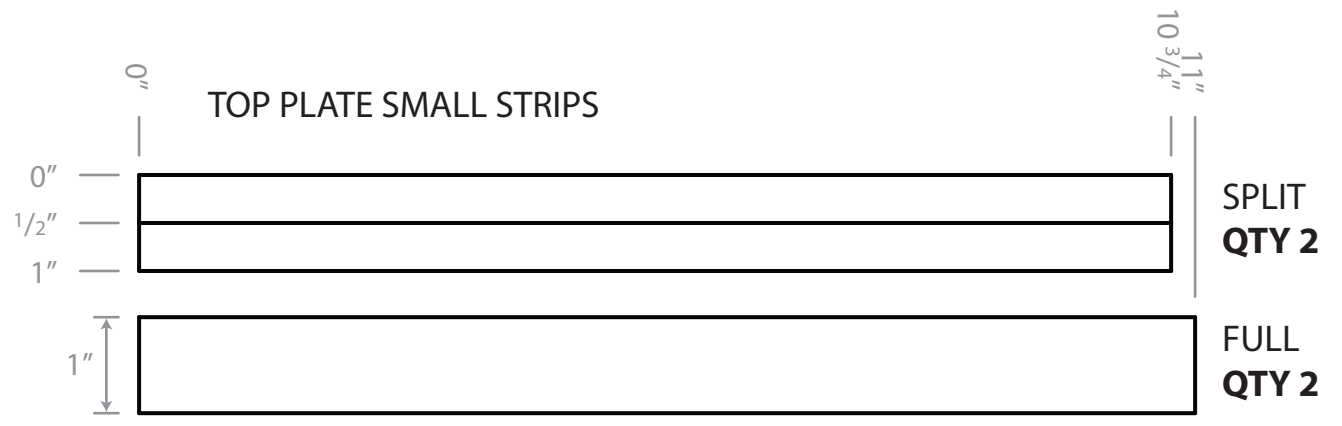 0″
10 3/4″
11″
TOP PLATE SMALL STRIPS
0″
1/2″
1″
SPLIT
QTY 2
1″
FULL
QTY 2